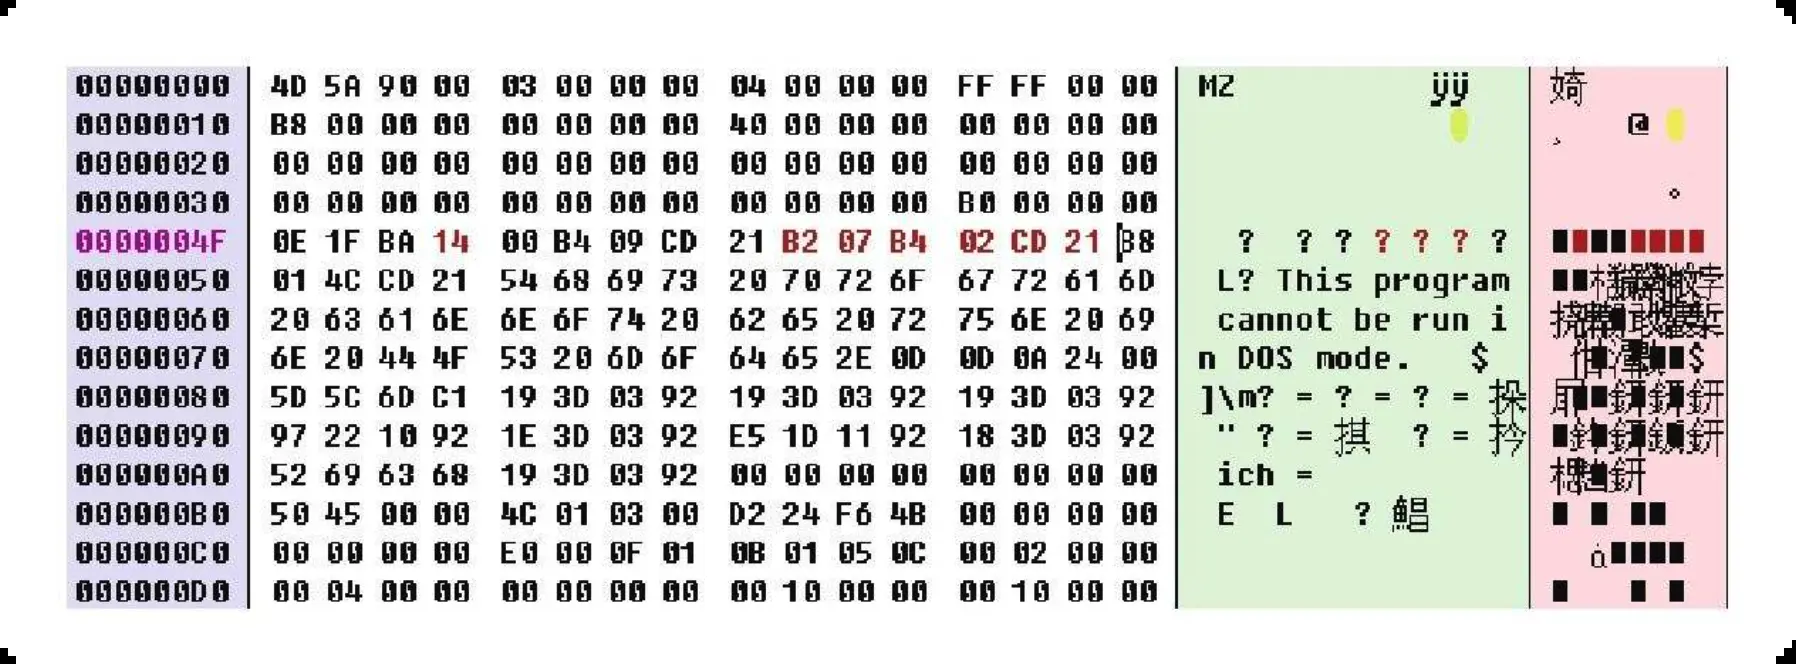 00000000 4D 5A 90 00 03 00 00 00 04 00 00 00 FF FF 00 00 MZ ÿÿ 婍
00000010 B8 00 00 00 00 00 00 00 40 00 00 00 00 00 00 00 @
00000020 00 00 00 00 00 00 00 00 00 00 00 00 00 00 00 00
00000030 00 00 00 00 00 00 00 00 00 00 00 00 B0 00 00 00 °
0000004F 0E 1F BA 14 00 B4 09 CD 21 B2 07 B4 02 CD 21 B8 ? ? ? ? ? ? ?
00000050 01 4C CD 21 54 68 69 73 20 70 72 6F 67 72 61 6D L? This program
00000060 20 63 61 6E 6E 6F 74 20 62 65 20 72 75 6E 20 69 cannot be run i
00000070 6E 20 44 4F 53 20 6D 6F 64 65 2E 0D 0D 0A 24 00 n DOS mode. $ $
00000080 5D 5C 6D C1 19 3D 03 92 19 3D 03 92 19 3D 03 92 ]\m? = ? = ? =
00000090 97 22 10 92 1E 3D 03 92 E5 1D 11 92 18 3D 03 92 " ? = ? =
000000A0 52 69 63 68 19 3D 03 92 00 00 00 00 00 00 00 00 ich =
000000B0 50 45 00 00 4C 01 03 00 D2 24 F6 4B 00 00 00 00 E L ? 鯧
000000C0 00 00 00 00 E0 00 0F 01 0B 01 05 0C 00 02 00 00
000000D0 00 04 00 00 00 00 00 00 00 10 00 00 00 10 00 00